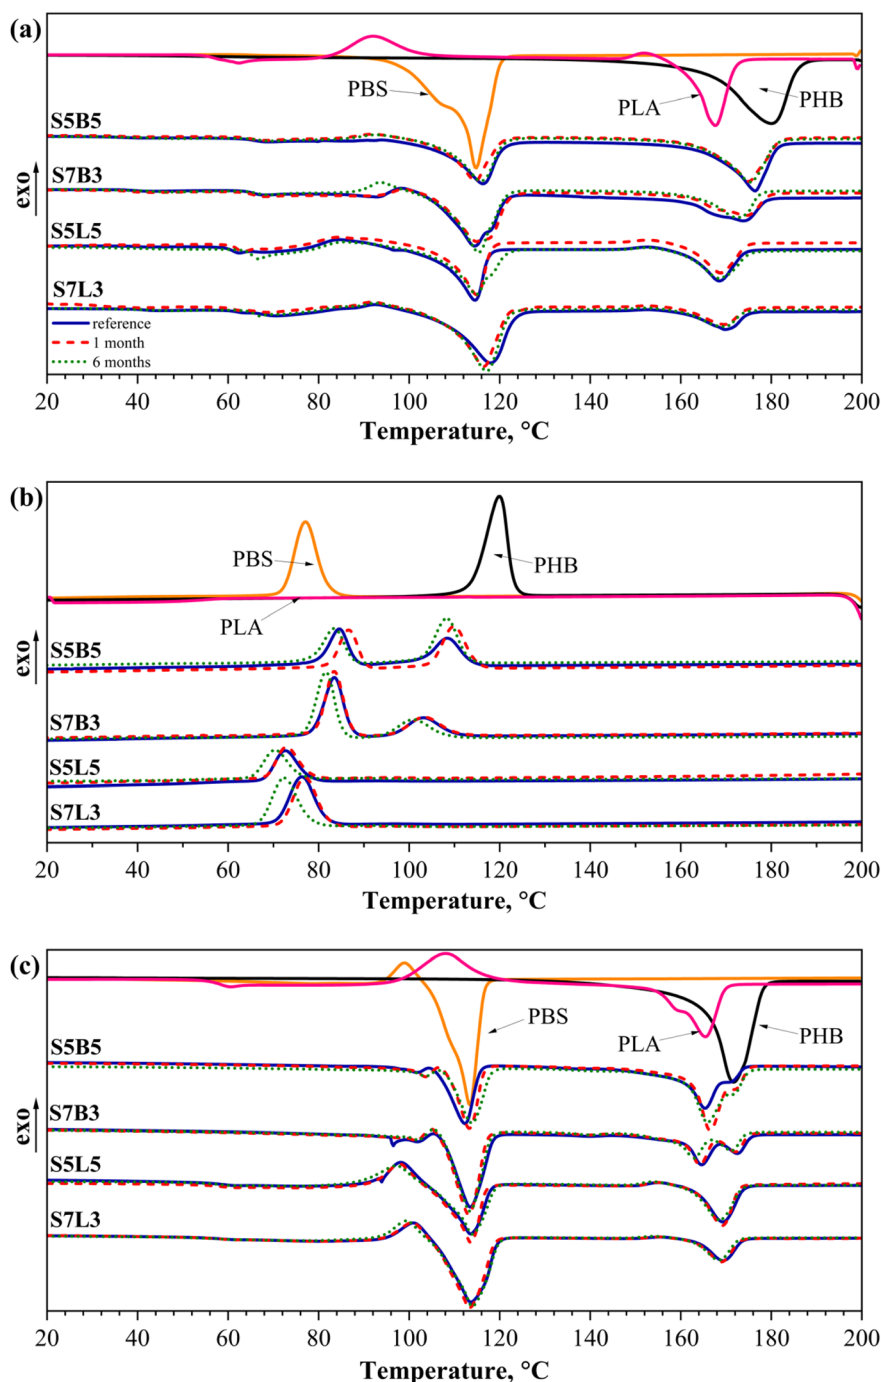 (a)
PBS
PLA
PHB
S5B5
S7B3
S5L5
S7L3
exo
reference
1 month
6 months
20 40 60 80 100 120 140 160 180 200
Temperature, °C
(b)
PBS
PHB
PLA
S5B5
S7B3
S5L5
S7L3
exo
20 40 60 80 100 120 140 160 180 200
Temperature, °C
(c)
PBS
PLA
PHB
S5B5
S7B3
S5L5
S7L3
exo
20 40 60 80 100 120 140 160 180 200
Temperature, °C